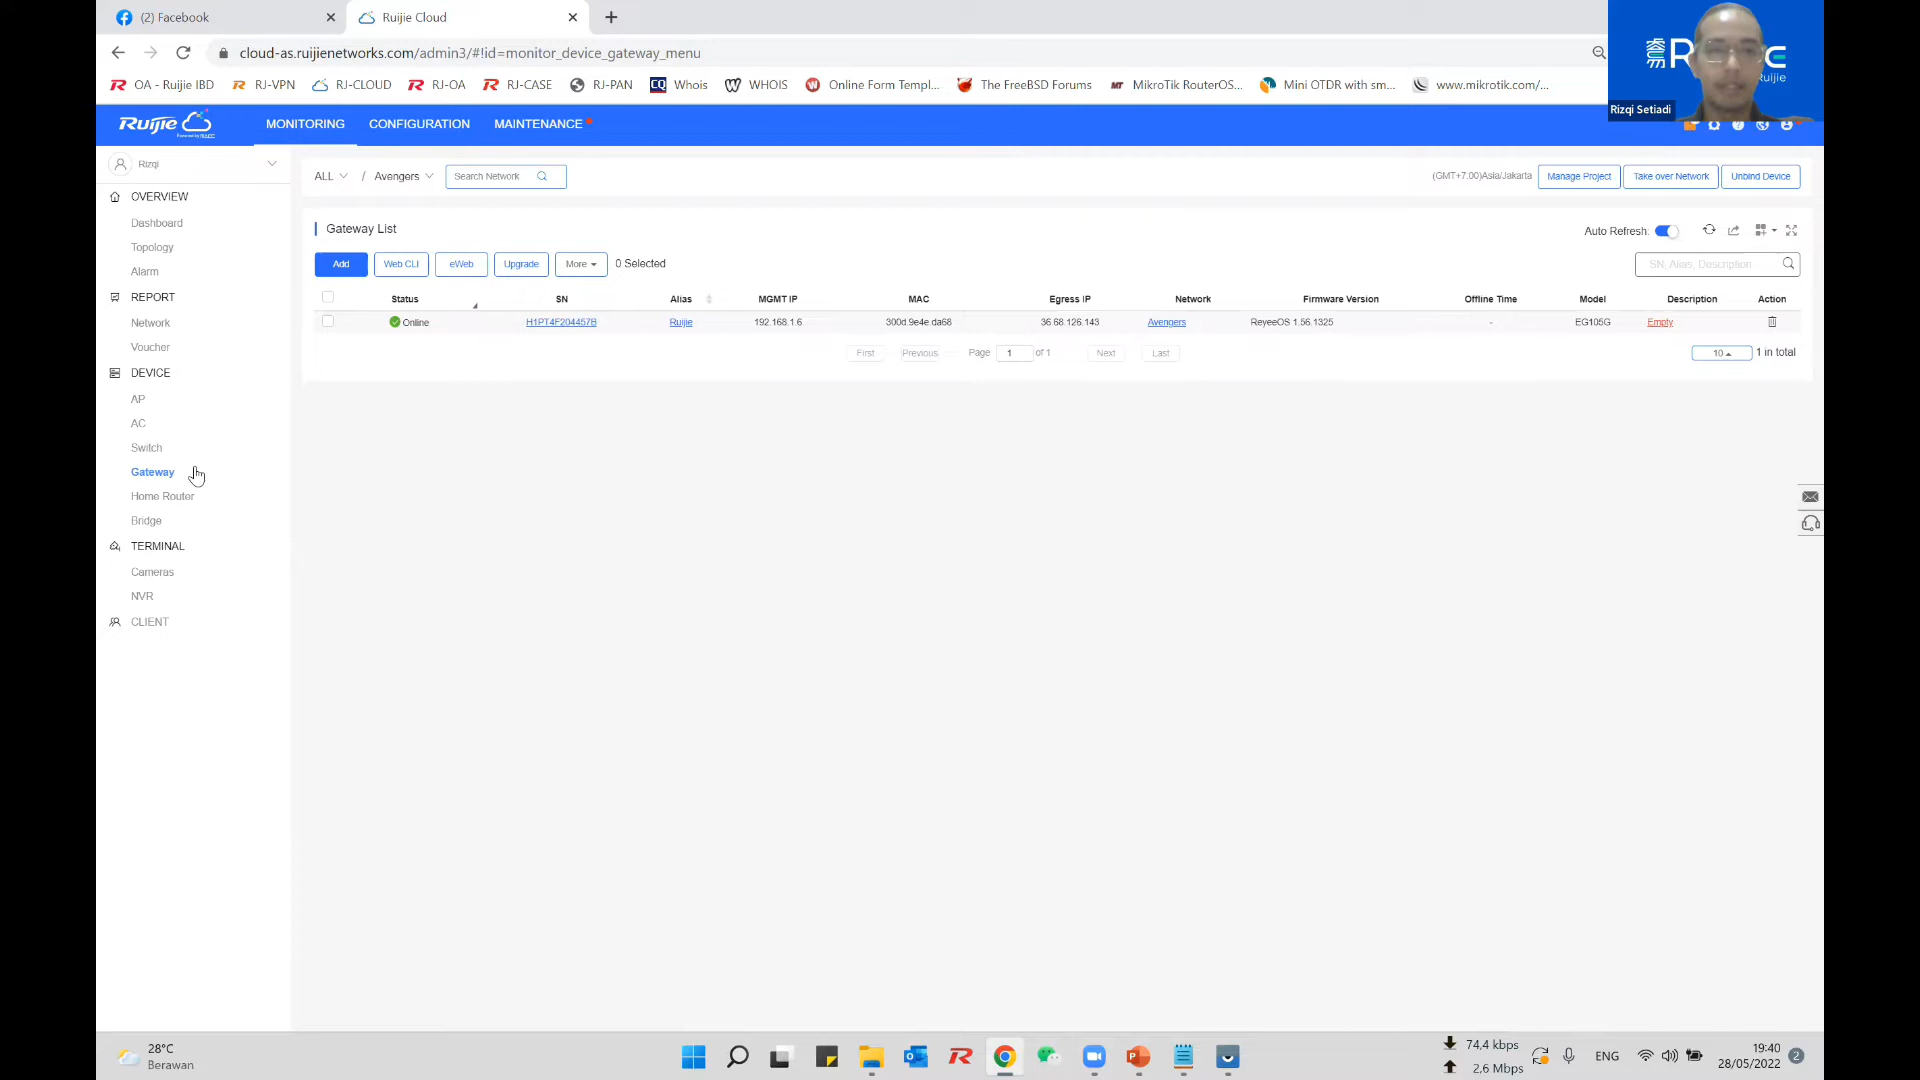 (2) Facebook
Ruijie Cloud
cloud-as.ruijienetworks.com/admin3/#!id=monitor_device_gateway_menu
OA - Ruijie IBD
RJ-VPN
RJ-CLOUD
RJ-OA
RJ-CASE
RJ-PAN
CQ Whois
WHOIS
Online Form Templ...
The FreeBSD Forums
MikroTik RouterOS...
Mini OTDR with sm...
www.mikrotik.com/...
Ruijie
Rizqi Setiadi
Ruijie
MONITORING
CONFIGURATION
MAINTENANCE
Rizqi
ALL / Avengers
Search Network
(GMT+7:00)Asia/Jakarta
Manage Project
Take over Network
Unbind Device
OVERVIEW
Dashboard
Topology
Alarm
REPORT
Network
Voucher
DEVICE
AP
AC
Switch
Gateway
Home Router
Bridge
TERMINAL
Cameras
NVR
CLIENT
Gateway List
Auto Refresh:
Add
Web CLI
eWeb
Upgrade
More
0 Selected
SN, Alias, Description
Status SN Alias MGMT IP MAC Egress IP Network Firmware Version Offline Time Model Description Action
Online H1PT4F204457B Ruijie 192.168.1.6 300d.9e4e.da68 36.68.126.143 Avengers ReyeeOS 1.56.1325 - EG105G Empty
First Previous Page 1 of 1 Next Last
10 1 in total
28°C
Berawan
74,4 kbps
2,6 Mbps
ENG
19:40
28/05/2022
2